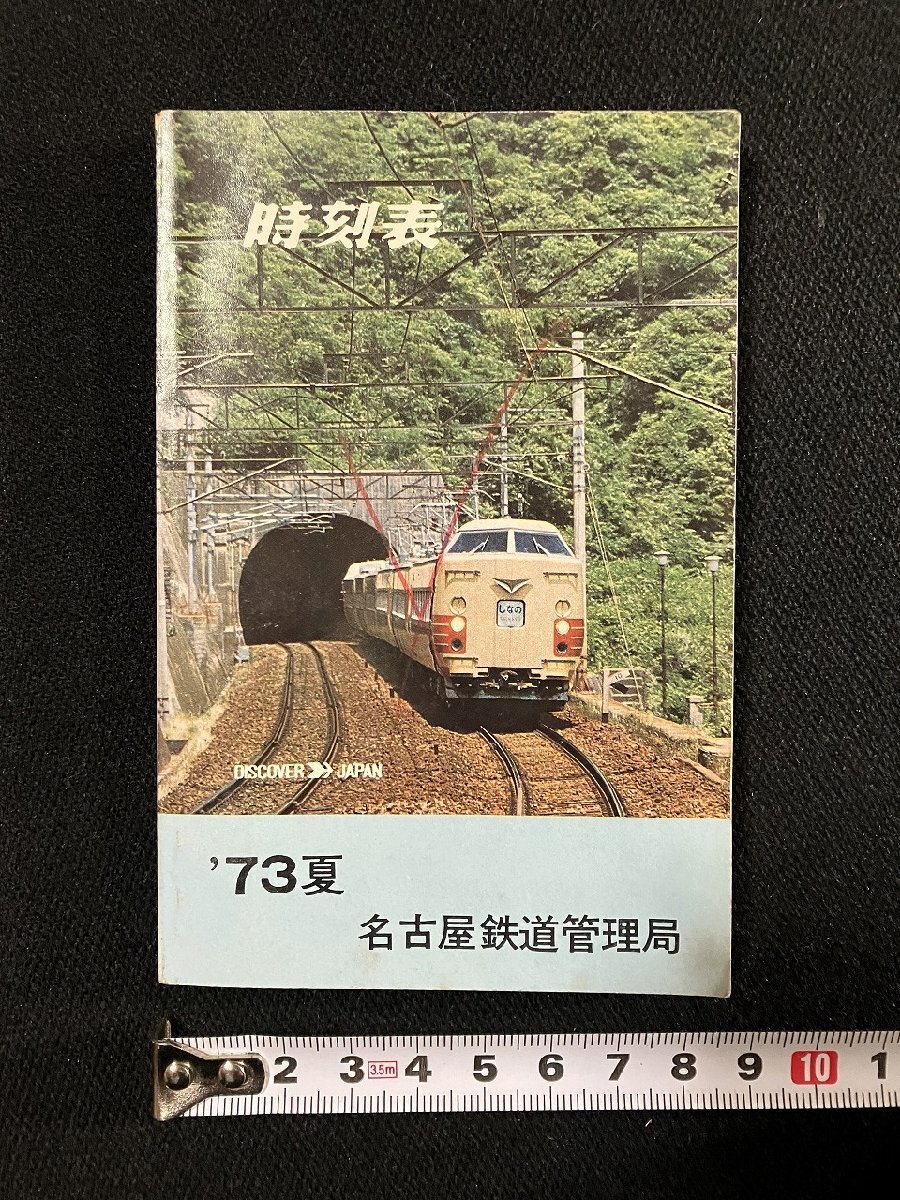 時刻表
しなの
DISCOVER JAPAN
'73夏
名古屋鉄道管理局
2 3 3.5m 4 5 6 7 8 9 10 1